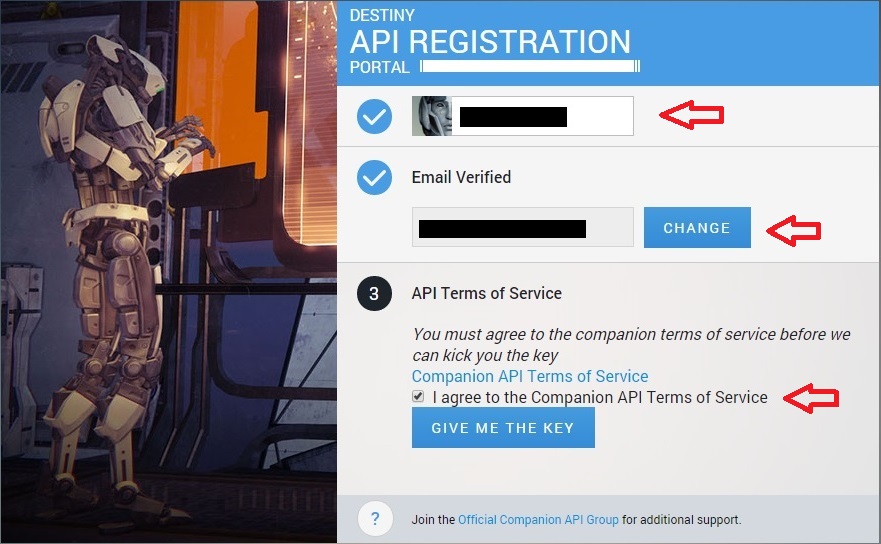 DESTINY
API REGISTRATION
PORTAL
Email Verified
CHANGE
3
API Terms of Service
You must agree to the companion terms of service before we
can kick you the key
Companion API Terms of Service
I agree to the Companion API Terms of Service
GIVE ME THE KEY
?
Join the Official Companion API Group for additional support.